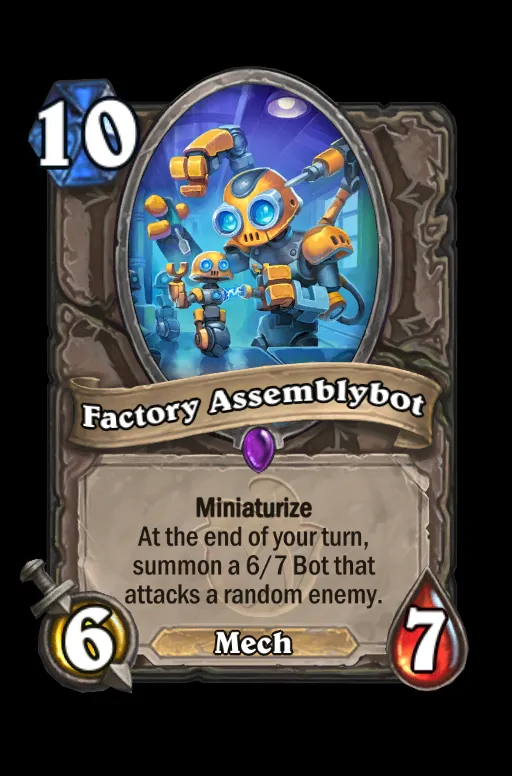 10
Factory Assemblybot
Miniaturize
At the end of your turn,
summon a 6/7 Bot that
attacks a random enemy.
6
Mech
7